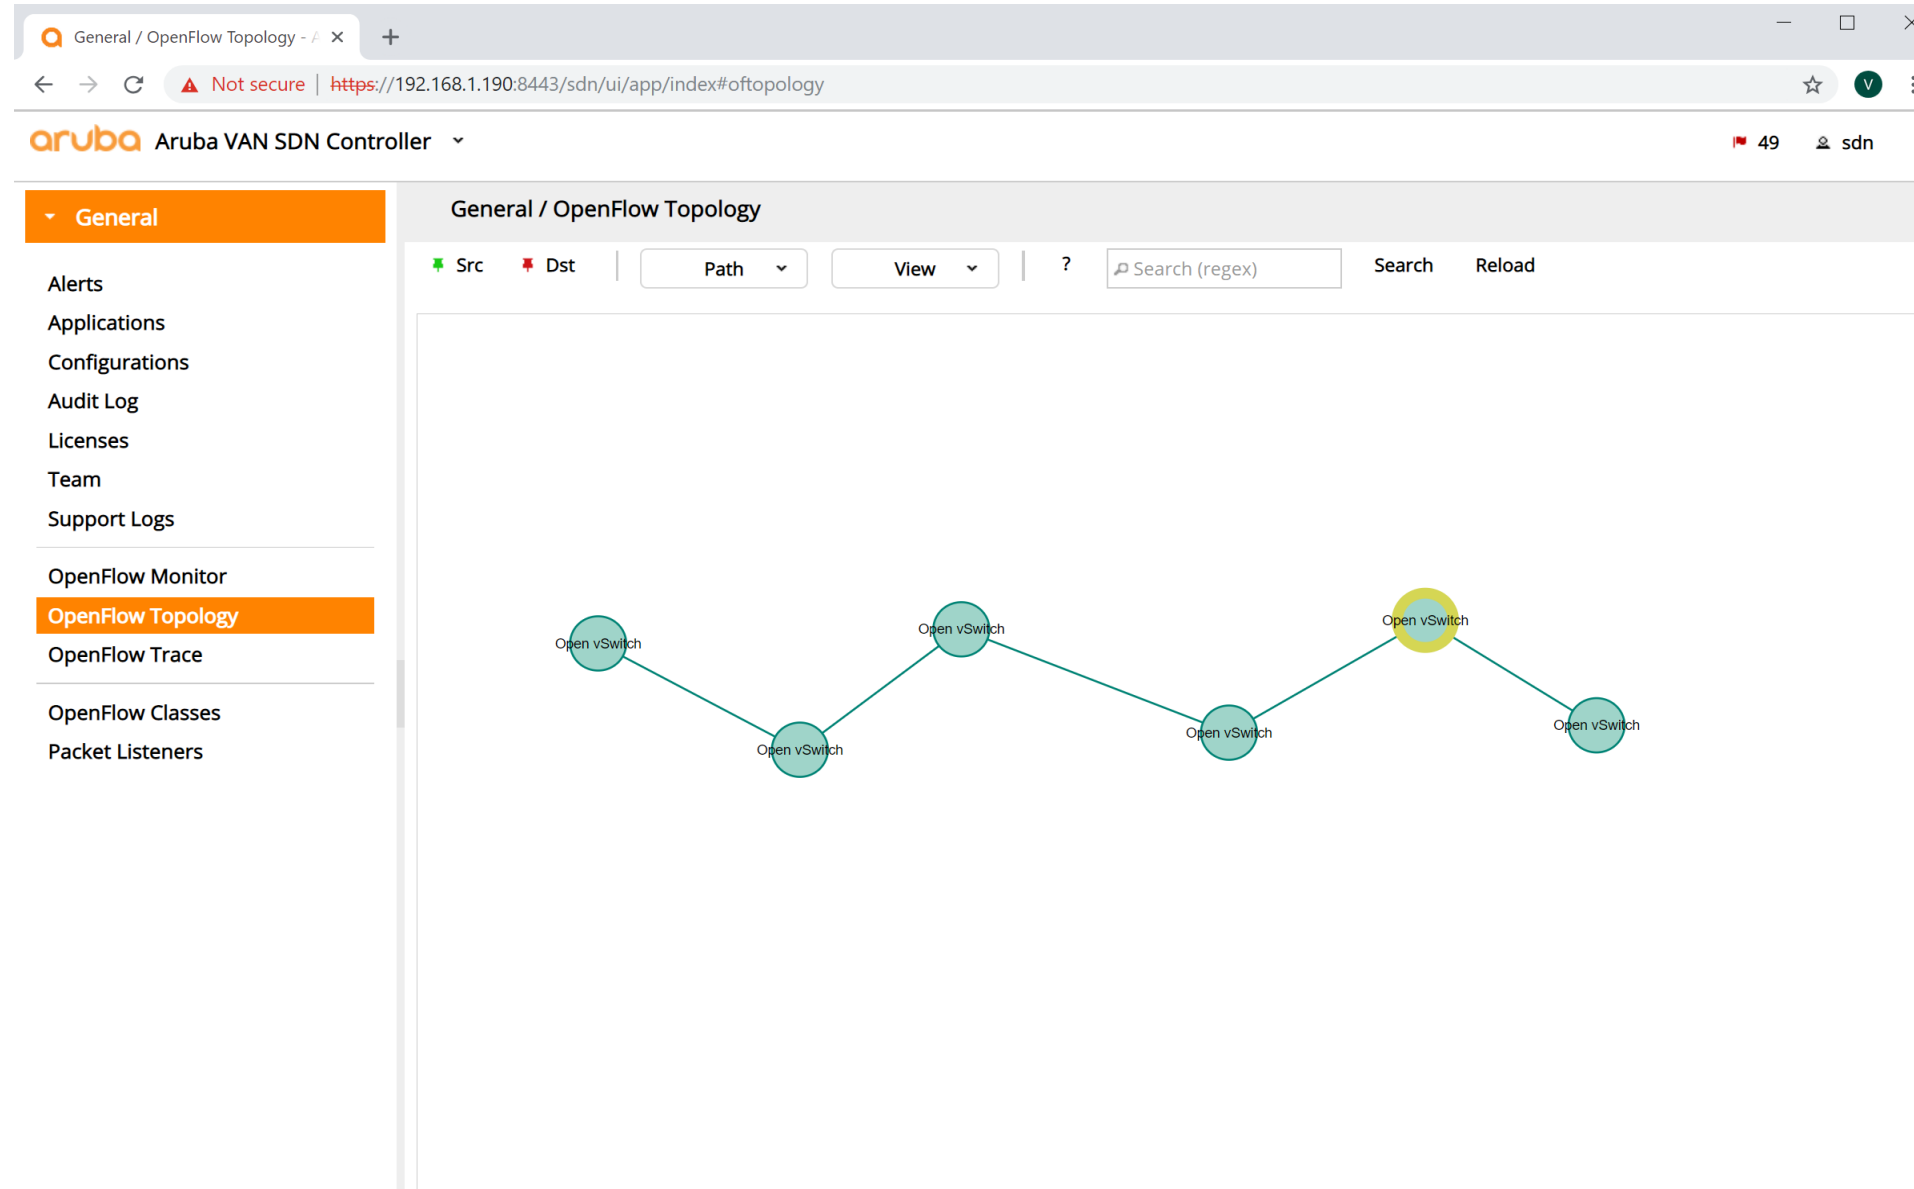 General / OpenFlow Topology -
Not secure | https://192.168.1.190:8443/sdn/ui/app/index#oftopology
V
aruba Aruba VAN SDN Controller
49 sdn
General
General / OpenFlow Topology
Src Dst Path View ? Search (regex) Search Reload
Alerts
Applications
Configurations
Audit Log
Licenses
Team
Support Logs
OpenFlow Monitor
OpenFlow Topology
OpenFlow Trace
OpenFlow Classes
Packet Listeners
Open vSwitch
Open vSwitch
Open vSwitch
Open vSwitch
Open vSwitch
Open vSwitch